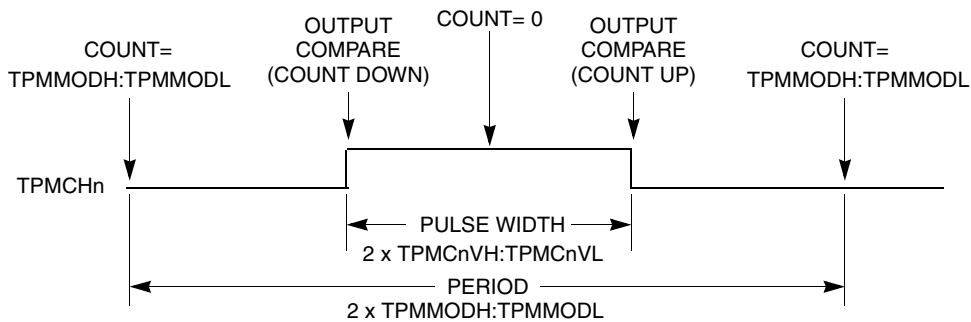 COUNT=
TPMMODH:TPMMODL
OUTPUT
COMPARE
(COUNT DOWN)
COUNT= 0
OUTPUT
COMPARE
(COUNT UP)
COUNT=
TPMMODH:TPMMODL
TPMCHn
PULSE WIDTH
2 x TPMCnVH:TPMCnVL
PERIOD
2 x TPMMODH:TPMMODL